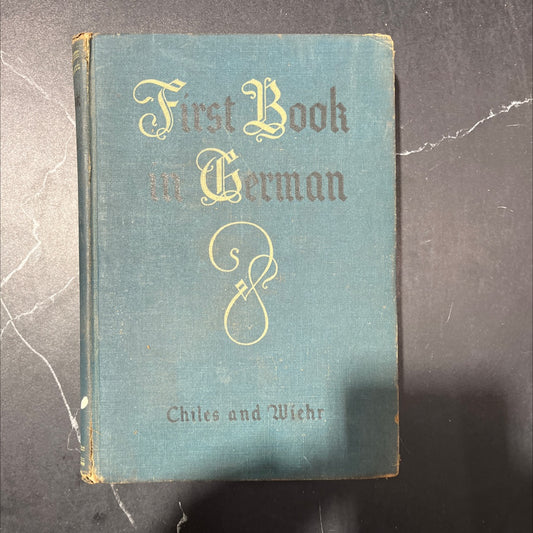 First Book
in German
Chiles and Wiehr